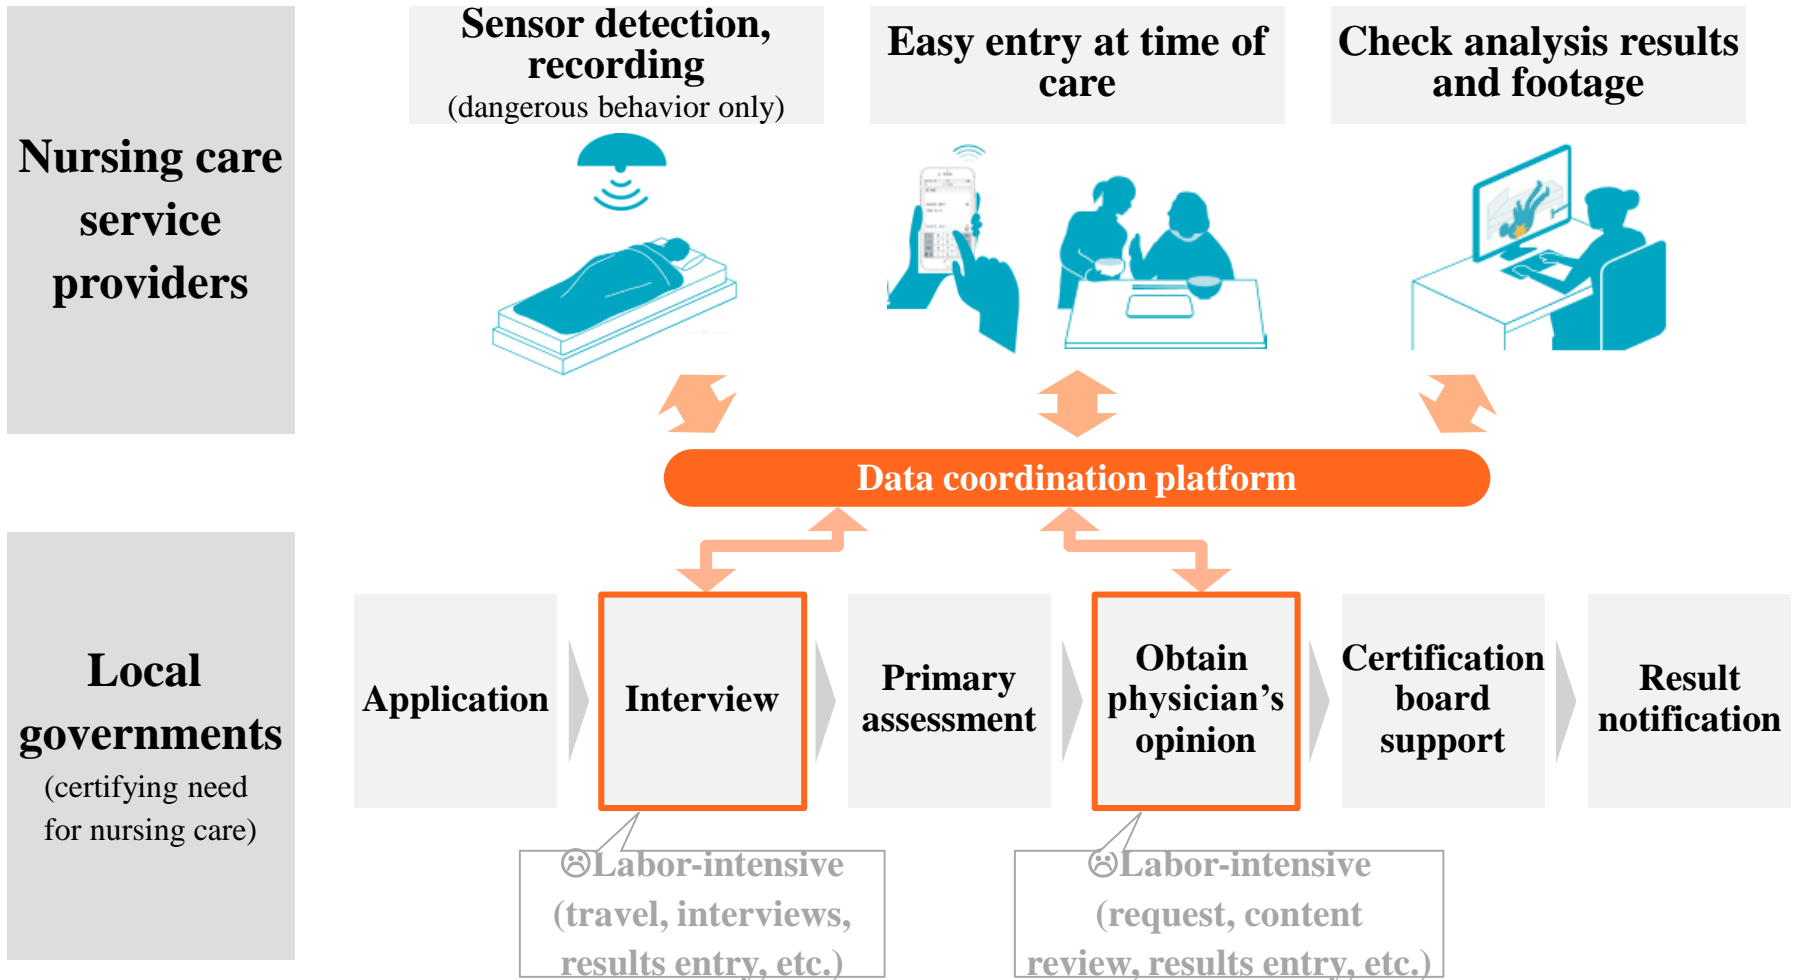 Nursing care
service
providers
Sensor detection,
recording
(dangerous behavior only)
Easy entry at time of
care
Check analysis results
and footage
Data coordination platform
Local
governments
(certifying need
for nursing care)
Application
Interview
Primary
assessment
Obtain
physician’s
opinion
Certification
board
support
Result
notification
☹Labor-intensive
(travel, interviews,
results entry, etc.)
☹Labor-intensive
(request, content
review, results entry, etc.)